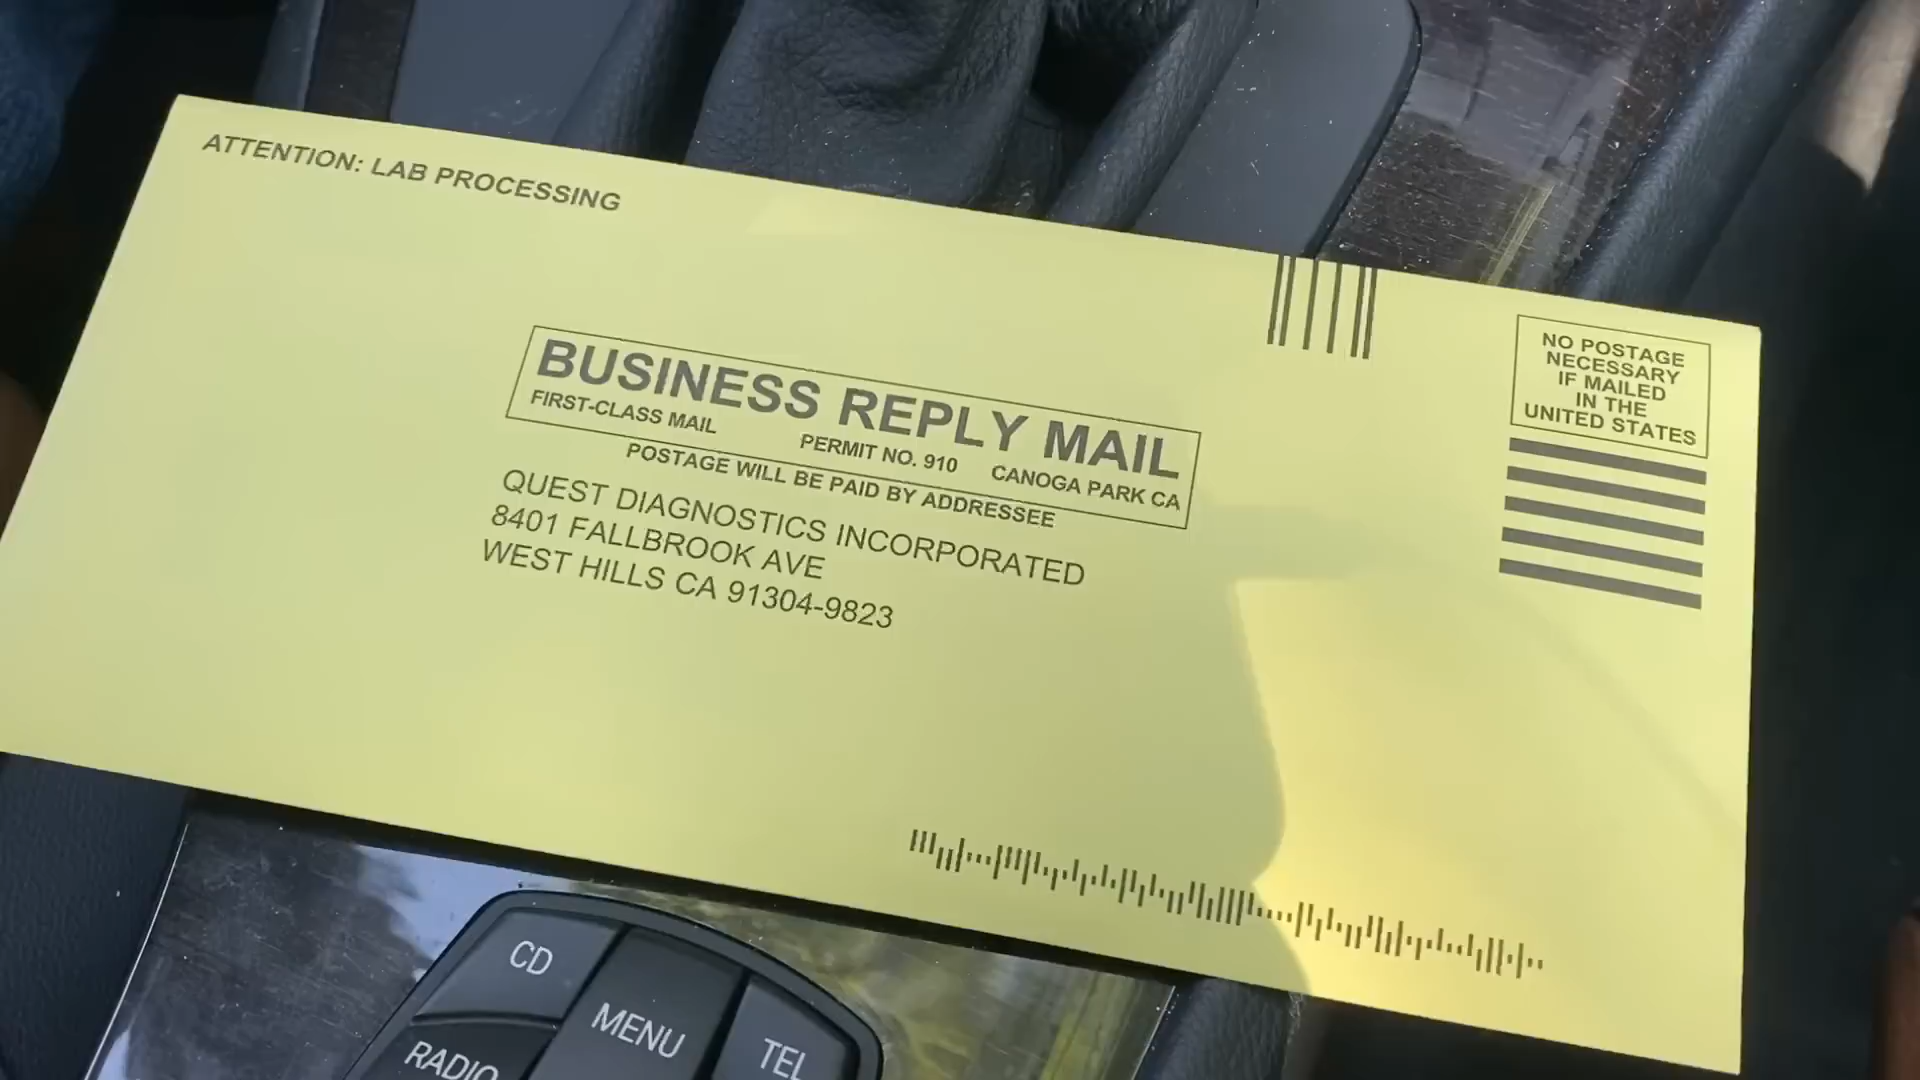 ATTENTION: LAB PROCESSING
NO POSTAGE
NECESSARY
IF MAILED
IN THE
UNITED STATES
BUSINESS REPLY MAIL
FIRST-CLASS MAIL PERMIT NO. 910 CANOGA PARK CA
POSTAGE WILL BE PAID BY ADDRESSEE
QUEST DIAGNOSTICS INCORPORATED
8401 FALLBROOK AVE
WEST HILLS CA 91304-9823
CD
MENU
RADIO
TEL